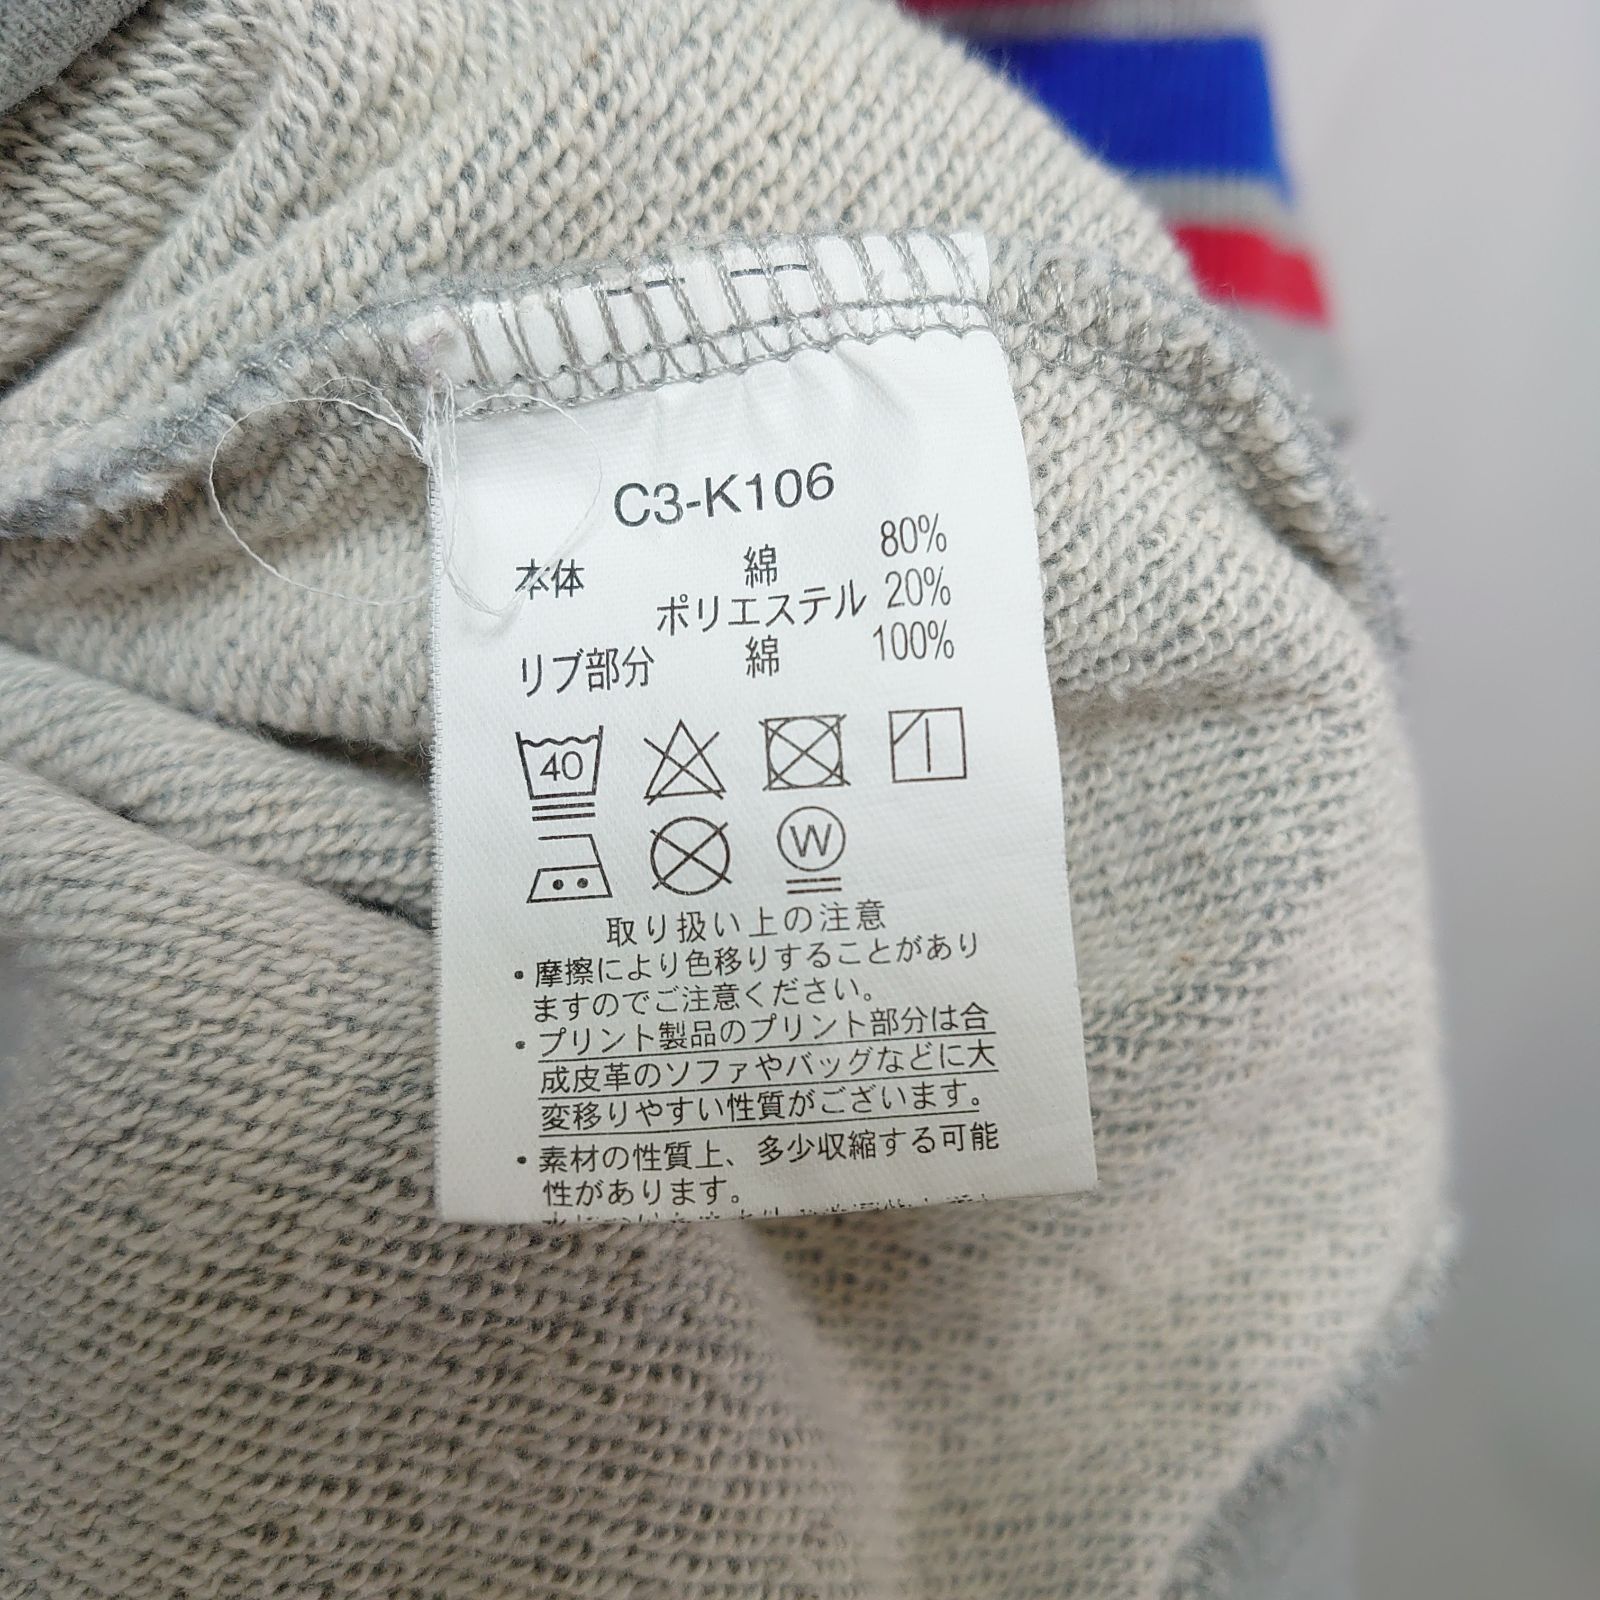 C3-K106
本体 綿 80%
ポリエステル 20%
リブ部分 綿 100%
40
W
取り扱い上の注意
・摩擦により色移りすることがあり
ますのでご注意ください。
・プリント製品のプリント部分は合
成皮革のソファやバッグなどに大
変移りやすい性質がございます。
・素材の性質上、多少収縮する可能
性があります。